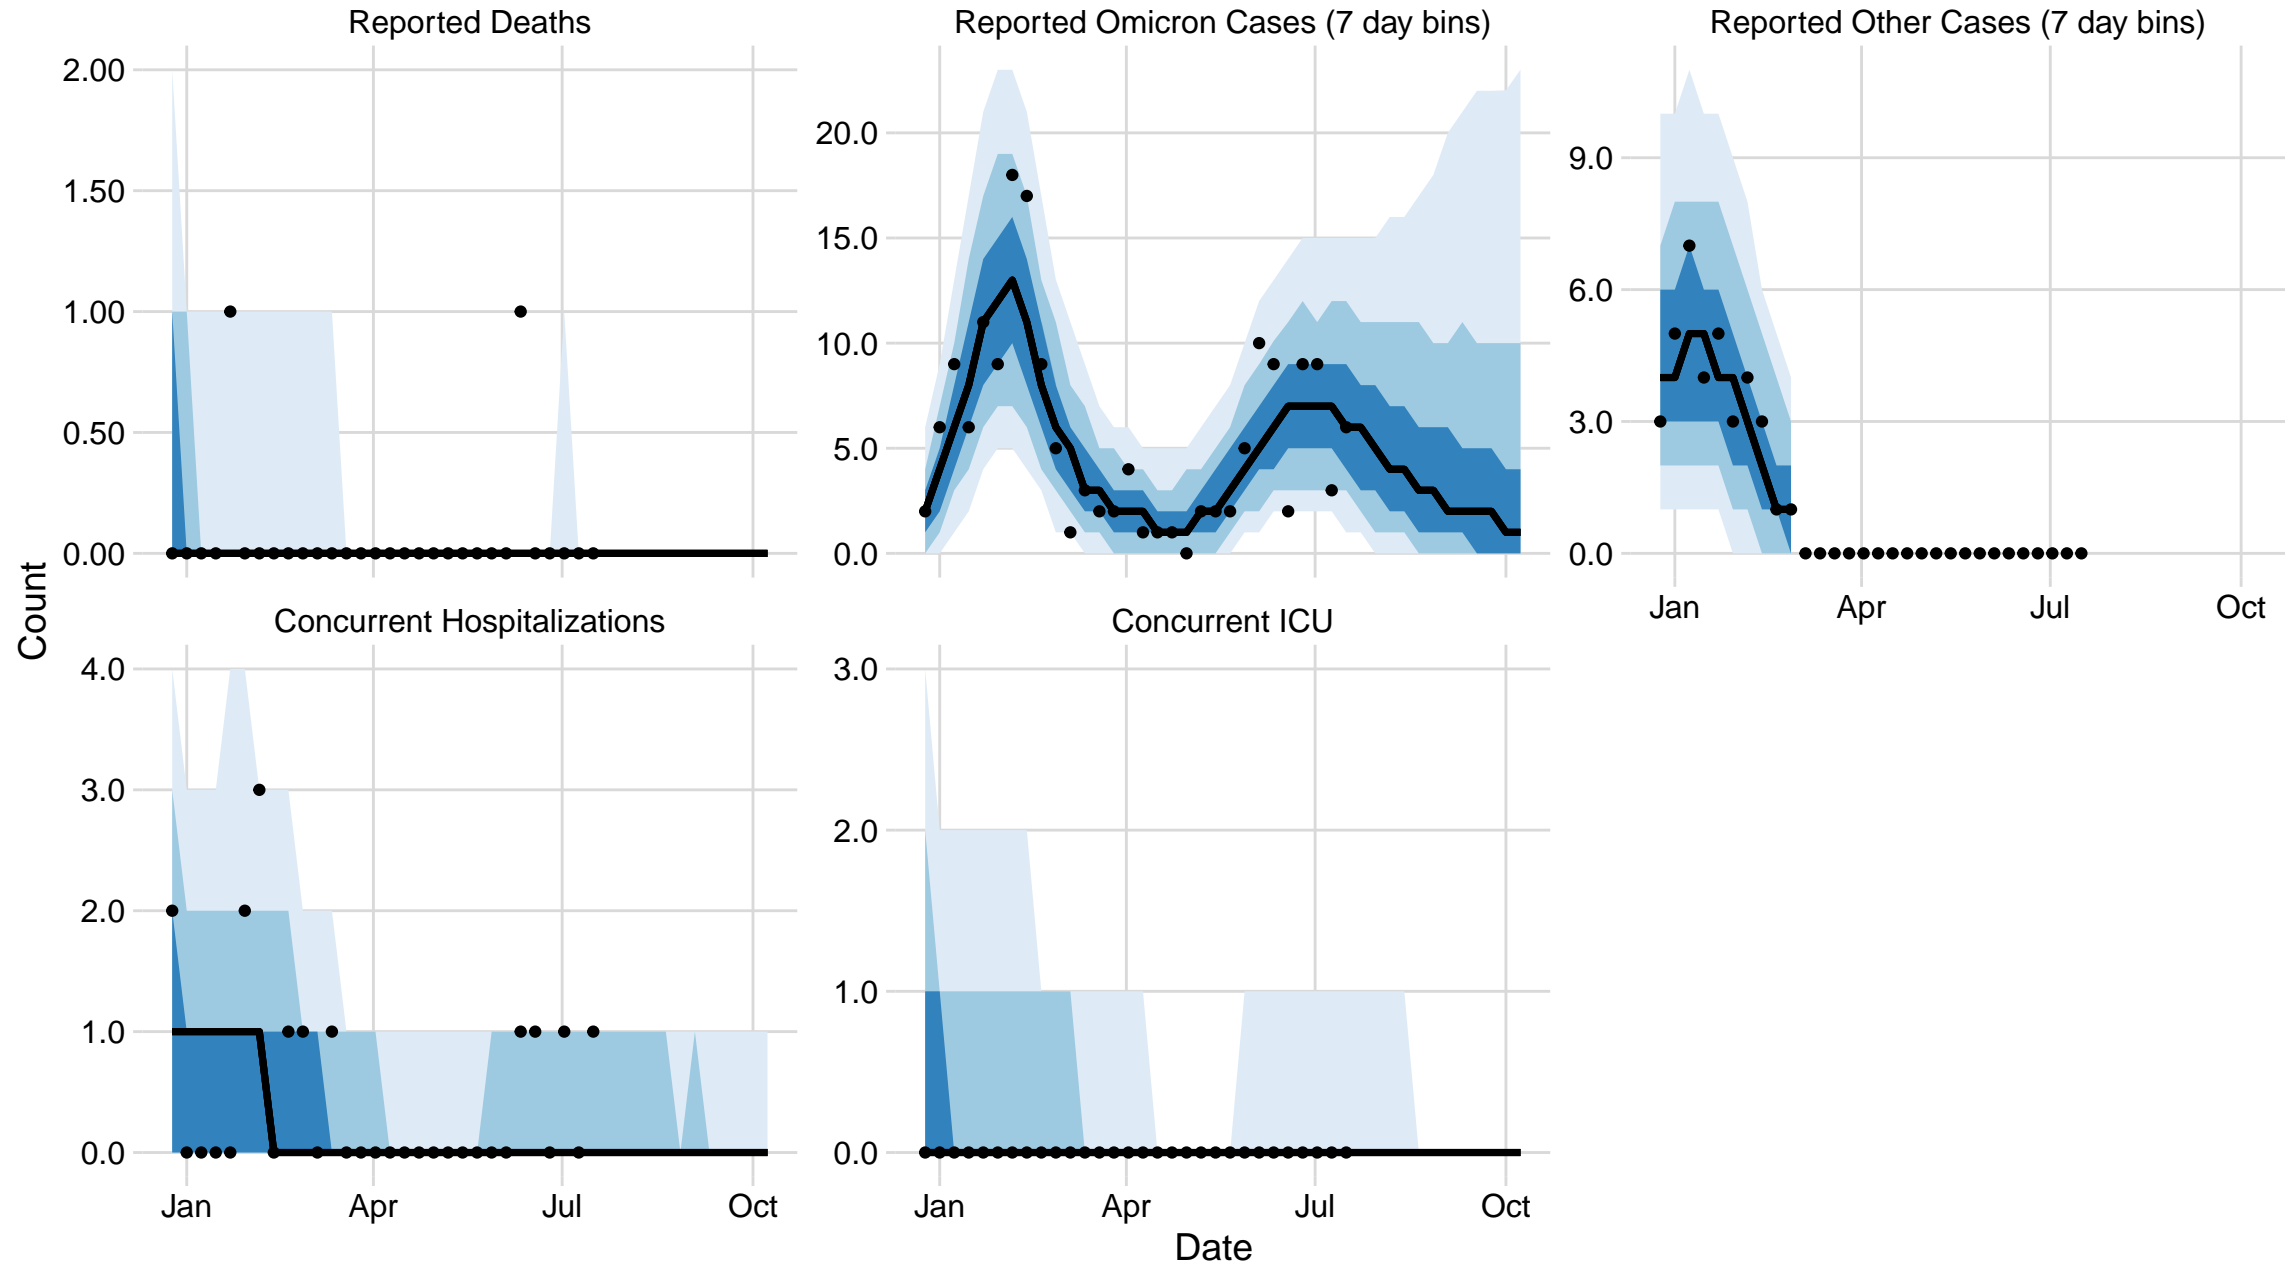 Reported Deaths
Reported Omicron Cases (7 day bins)
Reported Other Cases (7 day bins)
2.00
1.50
1.00
0.50
0.00
20.0
15.0
10.0
5.0
0.0
9.0
6.0
3.0
0.0
Jan Apr Jul Oct
Count
Concurrent Hospitalizations
Concurrent ICU
4.0
3.0
2.0
1.0
0.0
Jan Apr Jul Oct
3.0
2.0
1.0
0.0
Jan Apr Jul Oct
Date